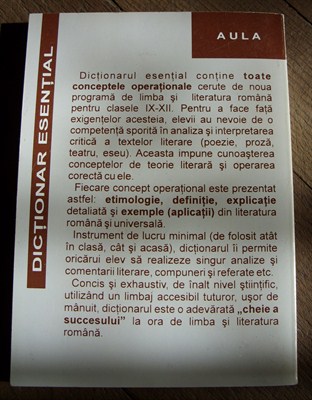 AULA
DICȚIONAR ESENȚIAL
Dicționarul esențial conține toate
conceptele operaționale cerute de noua
programă de limba și literatura română
pentru clasele IX-XII. Pentru a face față
exigențelor acesteia, elevii au nevoie de o
competență sporită în analiza și interpretarea
critică a textelor literare (poezie, proză,
teatru, eseu). Aceasta impune cunoașterea
conceptelor de teorie literară și operarea
corectă cu ele.
Fiecare concept operațional este prezentat
astfel: etimologie, definiție, explicație
detaliată și exemple (aplicații) din literatura
română și universală.
Instrument de lucru minimal (de folosit atât
în clasă, cât și acasă), dicționarul îi permite
oricărui elev să realizeze singur analize și
comentarii literare, compuneri și referate etc.
Concis și exhaustiv, de înalt nivel științific,
utilizând un limbaj accesibil tuturor, ușor de
mânuit, dicționarul este o adevărată „cheie a
succesului” la ora de limba și literatura
română.